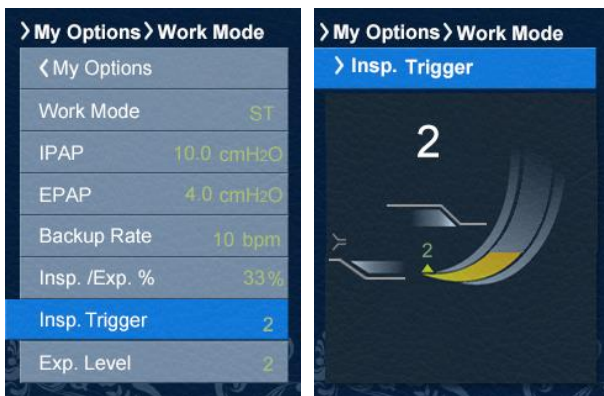 > My Options > Work Mode
< My Options
Work Mode ST
IPAP 10.0 cmH2O
EPAP 4.0 cmH2O
Backup Rate 10 bpm
Insp. /Exp. % 33%
Insp. Trigger 2
Exp. Level 2
> My Options > Work Mode
> Insp. Trigger
2
2